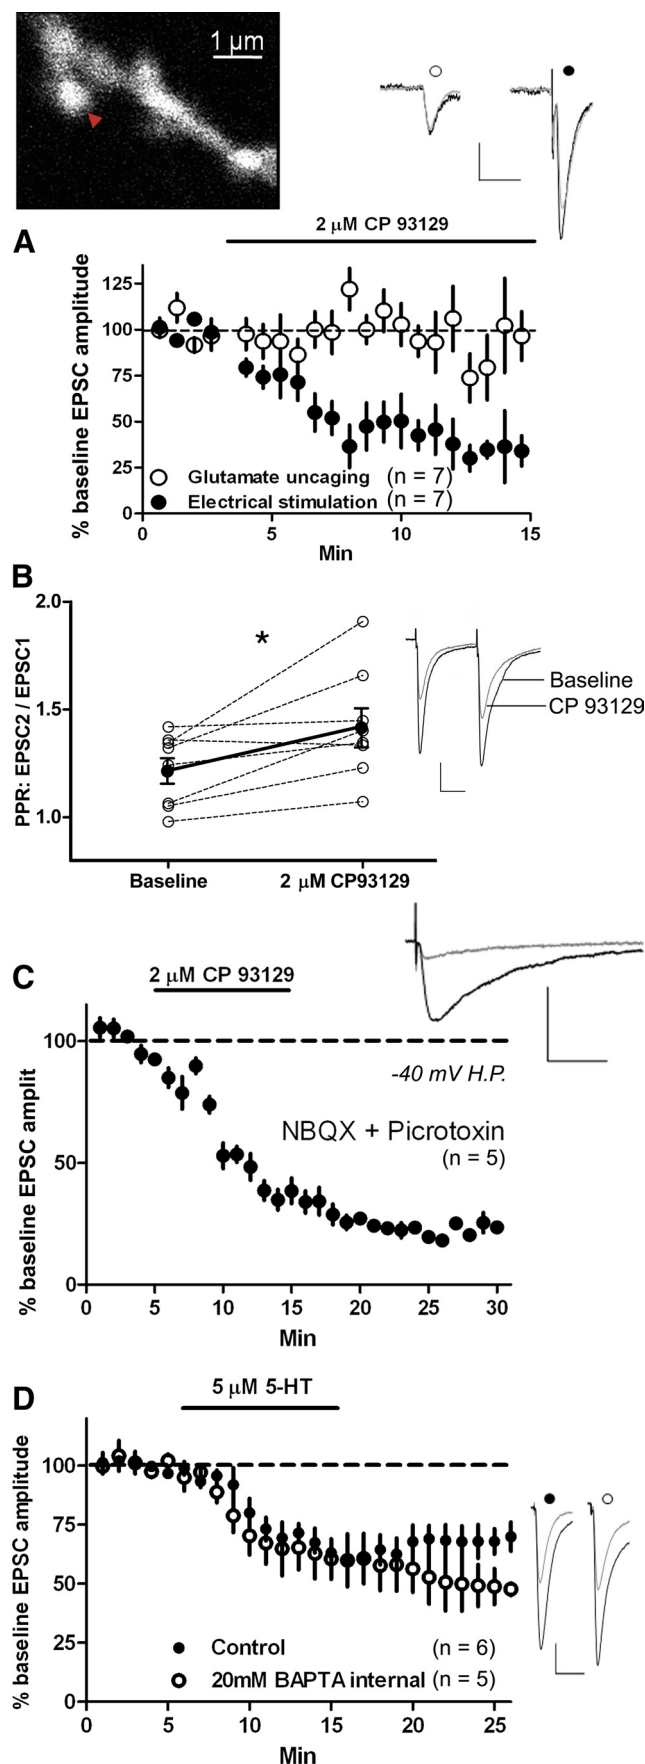 1 μm
A
2 μM CP 93129
% baseline EPSC amplitude
125
100
75
50
25
0
Glutamate uncaging (n = 7)
Electrical stimulation (n = 7)
0 5 10 15
Min
B
PPR: EPSC2 / EPSC1
2.0
1.5
1.0
*
Baseline
CP 93129
Baseline 2 μM CP93129
C
2 μM CP 93129
% baseline EPSC amplit
100
50
0
-40 mV H.P.
NBQX + Picrotoxin
(n = 5)
0 5 10 15 20 25 30
Min
D
5 μM 5-HT
% baseline EPSC amplitude
100
75
50
25
0
Control (n = 6)
20mM BAPTA internal (n = 5)
0 5 10 15 20 25
Min